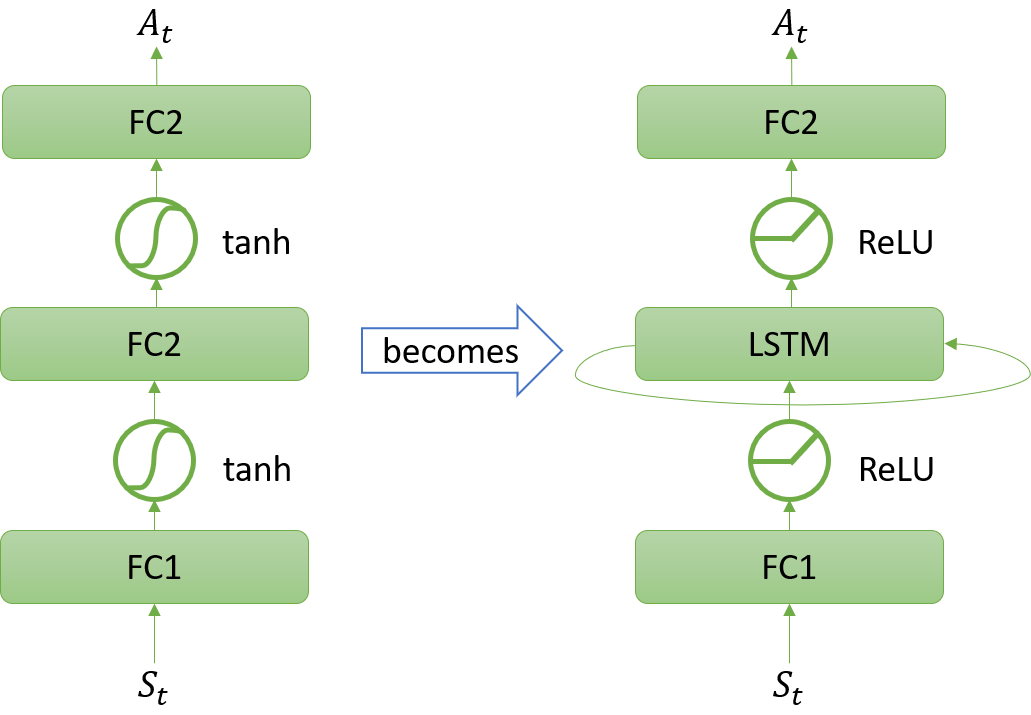 A_t
FC2
tanh
FC2
tanh
FC1
S_t
becomes
A_t
FC2
ReLU
LSTM
ReLU
FC1
S_t